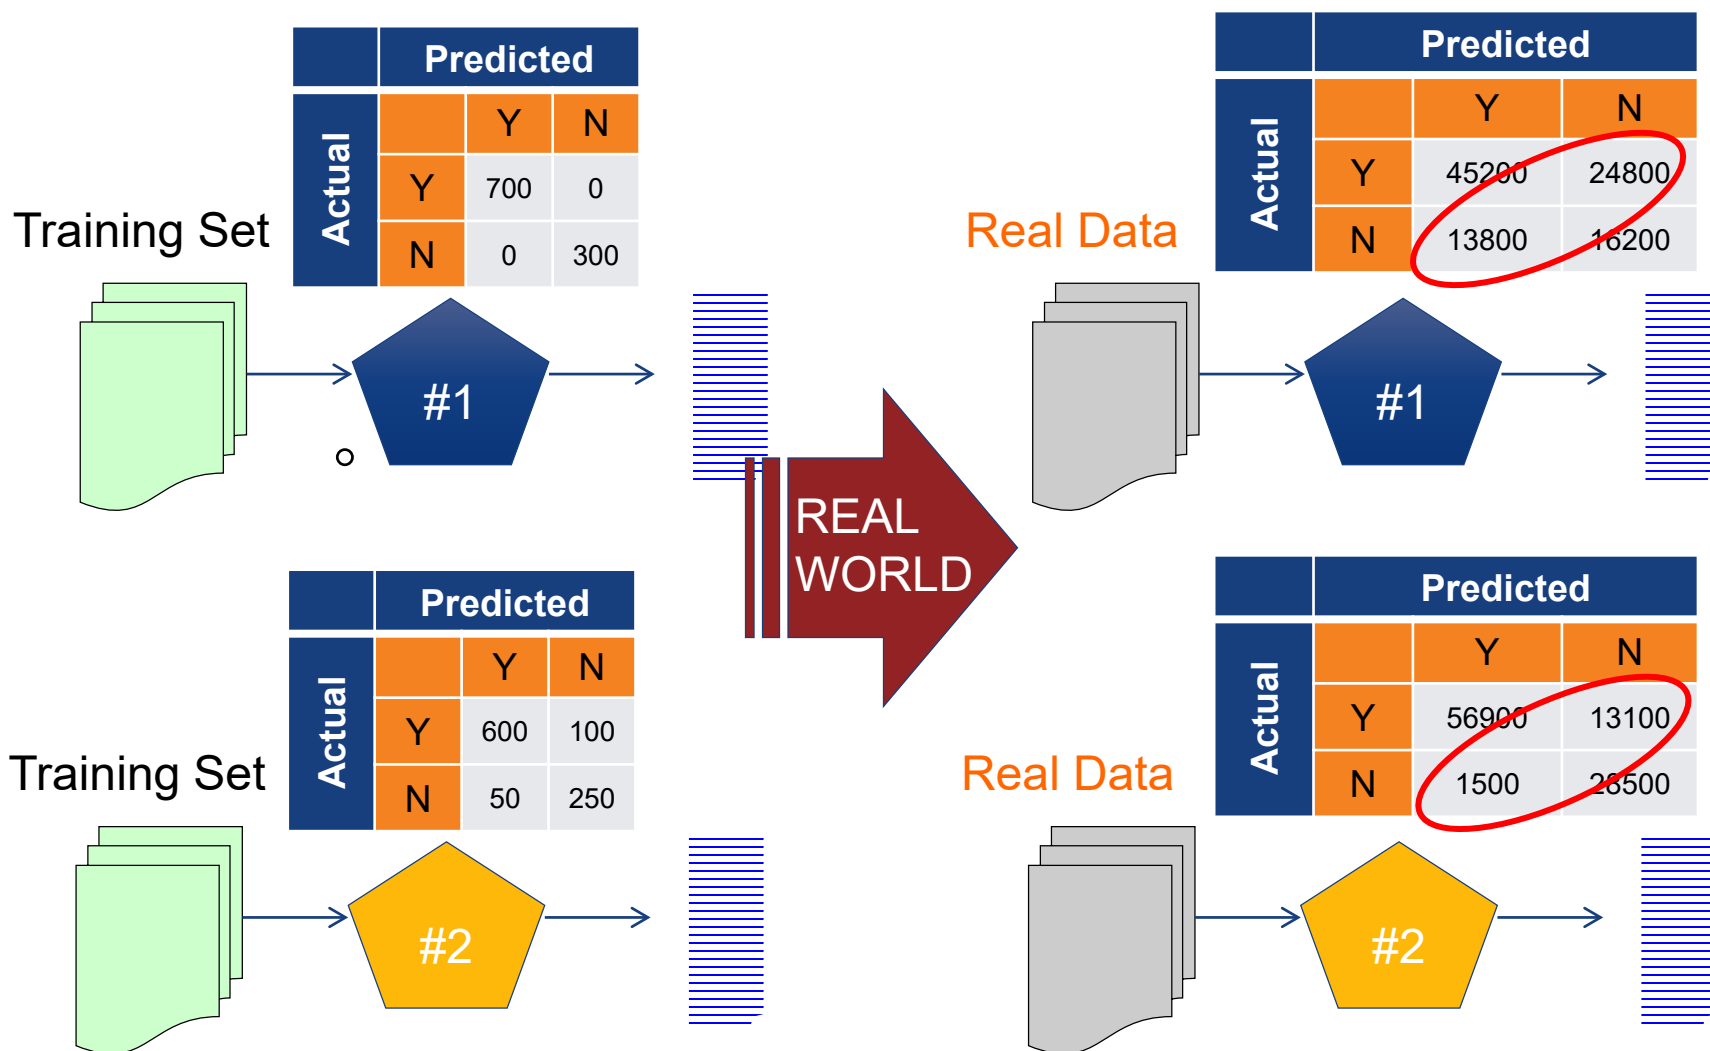 Predicted
Actual
Y N
Y 700 0
N 0 300
Training Set
#1
Predicted
Actual
Y N
Y 45200 24800
N 13800 16200
Real Data
#1
REAL
WORLD
Predicted
Actual
Y N
Y 600 100
N 50 250
Training Set
#2
Predicted
Actual
Y N
Y 56900 13100
N 1500 28500
Real Data
#2